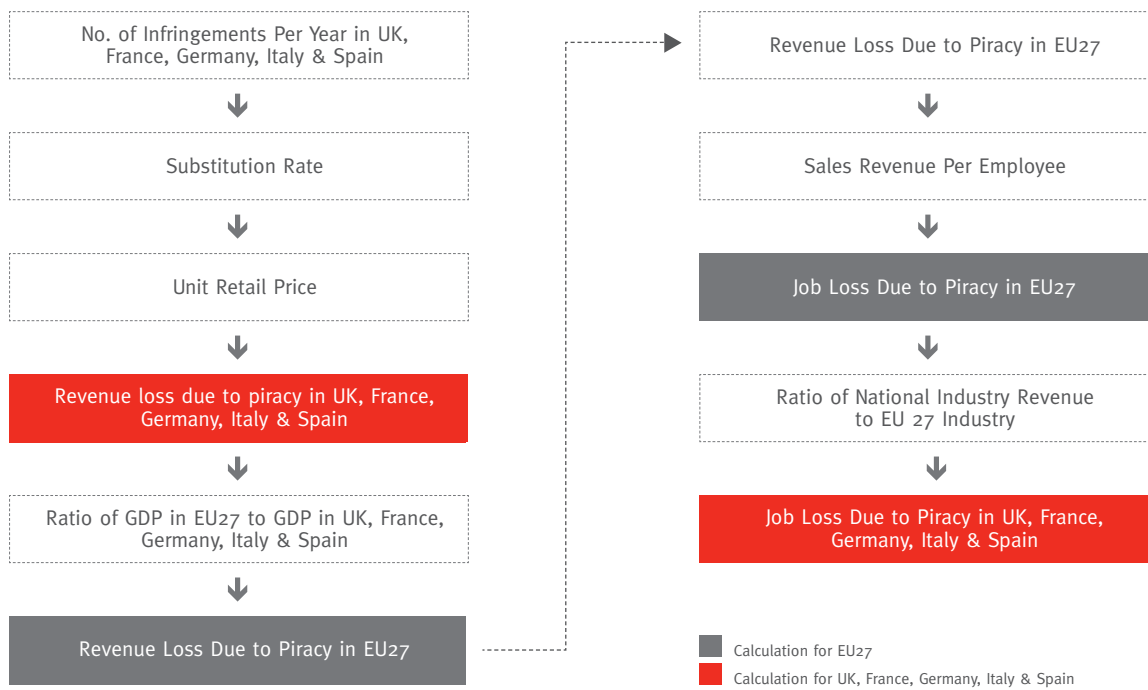 No. of Infringements Per Year in UK,
France, Germany, Italy & Spain
Substitution Rate
Unit Retail Price
Revenue loss due to piracy in UK, France,
Germany, Italy & Spain
Ratio of GDP in EU27 to GDP in UK, France,
Germany, Italy & Spain
Revenue Loss Due to Piracy in EU27
Revenue Loss Due to Piracy in EU27
Sales Revenue Per Employee
Job Loss Due to Piracy in EU27
Ratio of National Industry Revenue
to EU 27 Industry
Job Loss Due to Piracy in UK, France,
Germany, Italy & Spain
Calculation for EU27
Calculation for UK, France, Germany, Italy & Spain